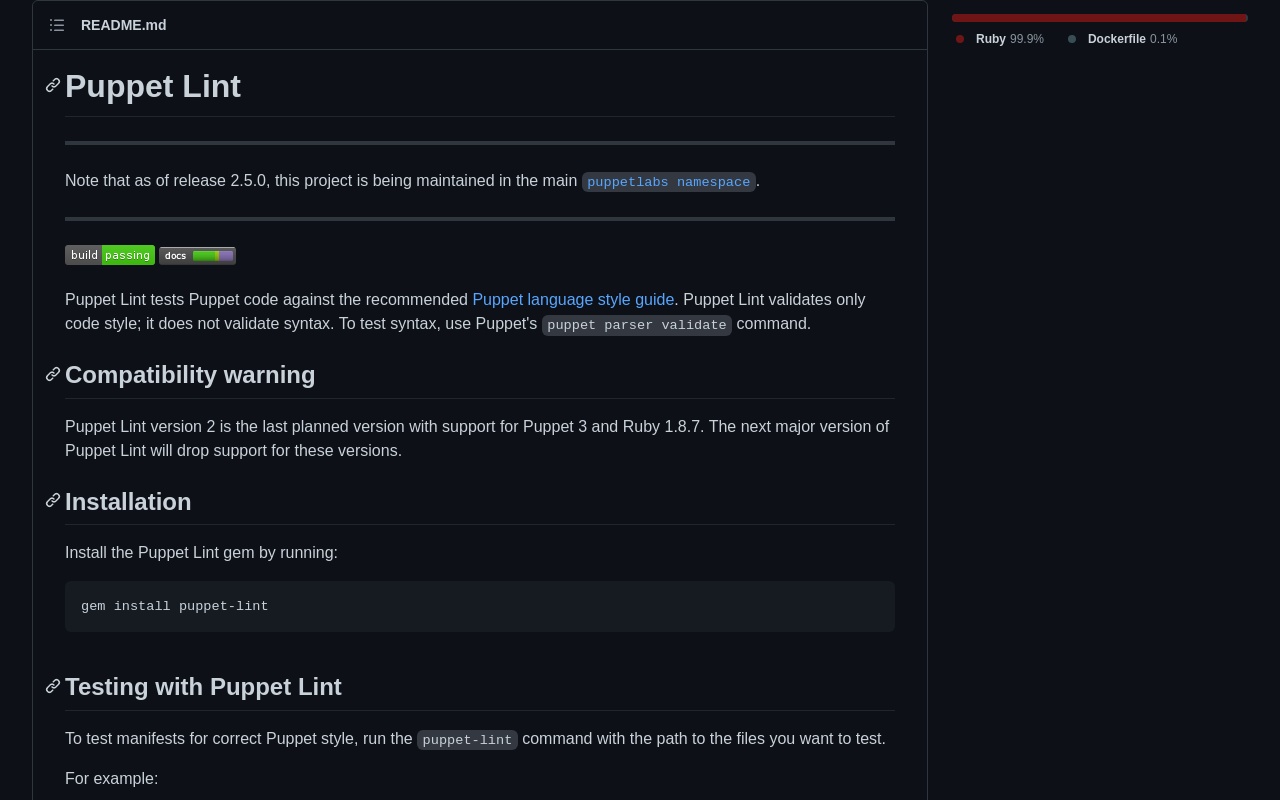 README.md
Ruby 99.9% Dockerfile 0.1%
Puppet Lint
Note that as of release 2.5.0, this project is being maintained in the main puppetlabs namespace.
build passing docs
Puppet Lint tests Puppet code against the recommended Puppet language style guide. Puppet Lint validates only
code style; it does not validate syntax. To test syntax, use Puppet's puppet parser validate command.
Compatibility warning
Puppet Lint version 2 is the last planned version with support for Puppet 3 and Ruby 1.8.7. The next major version of
Puppet Lint will drop support for these versions.
Installation
Install the Puppet Lint gem by running:
gem install puppet-lint
Testing with Puppet Lint
To test manifests for correct Puppet style, run the puppet-lint command with the path to the files you want to test.
For example: